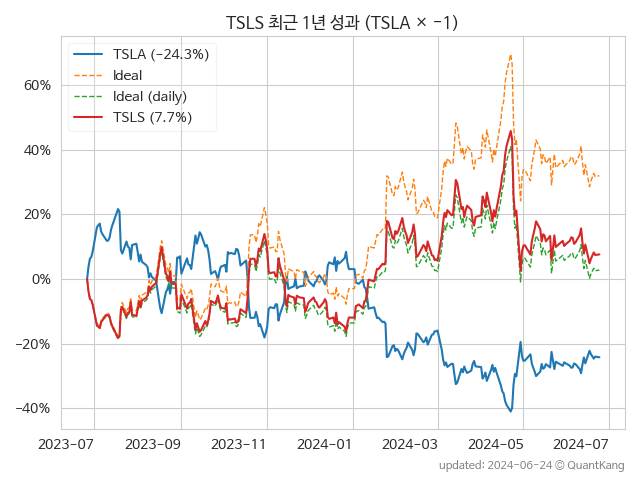 TSLS 최근 1년 성과 (TSLA × −1)
TSLA (−24.3%)
Ideal
Ideal (daily)
TSLS (7.7%)
60%
40%
20%
0%
−20%
−40%
2023-07
2023-09
2023-11
2024-01
2024-03
2024-05
2024-07
updated: 2024-06-24 © QuantKang